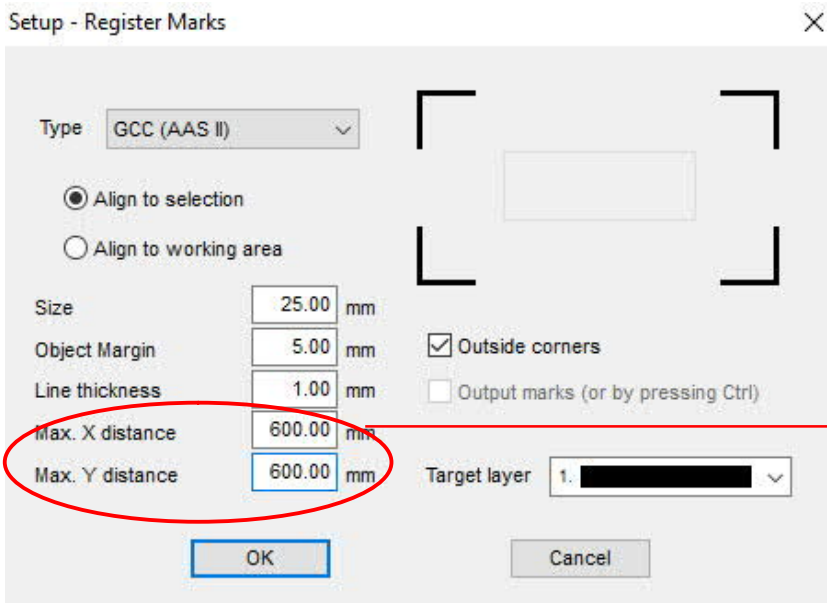 Setup - Register Marks
Type GCC (AAS II)
Align to selection
Align to working area
Size 25.00 mm
Object Margin 5.00 mm
Outside corners
Line thickness 1.00 mm
Output marks (or by pressing Ctrl)
Max. X distance 600.00 mm
Max. Y distance 600.00 mm
Target layer 1.
OK
Cancel